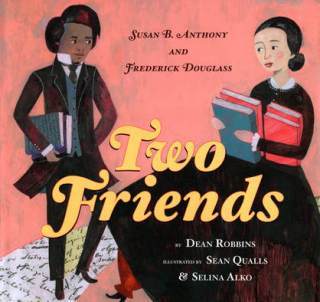 Susan B. Anthony
and
Frederick Douglass
Two
Friends
by Dean Robbins
illustrated by Sean Qualls
& Selina Alko